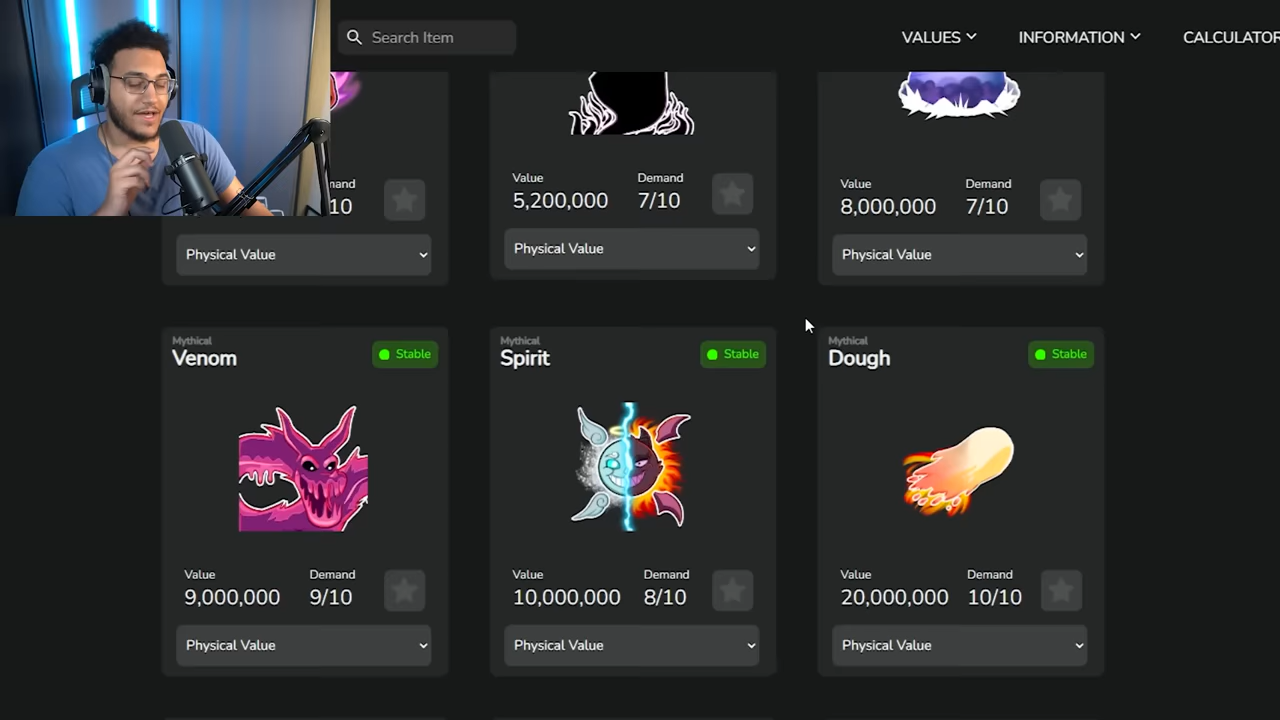 Search Item
VALUES
INFORMATION
CALCULATOR
Value
5,200,000
Demand
7/10
Value
8,000,000
Demand
7/10
Physical Value
Physical Value
Physical Value
Mythical
Venom
Stable
Mythical
Spirit
Stable
Mythical
Dough
Stable
Value
9,000,000
Demand
9/10
Value
10,000,000
Demand
8/10
Value
20,000,000
Demand
10/10
Physical Value
Physical Value
Physical Value